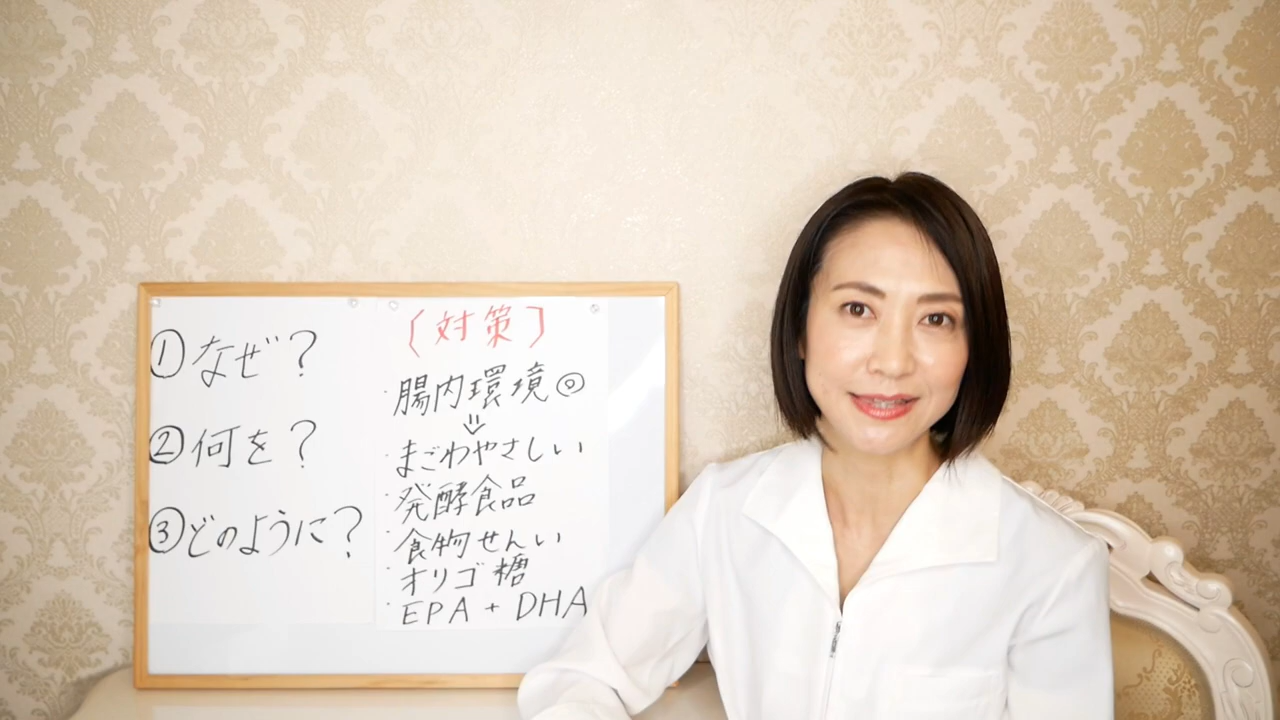 ①なぜ?
②何を?
③どのように?
〔対策〕
・腸内環境◎
⇓
・まごわやさしい
・発酵食品
・食物せんい
・オリゴ糖
・EPA + DHA